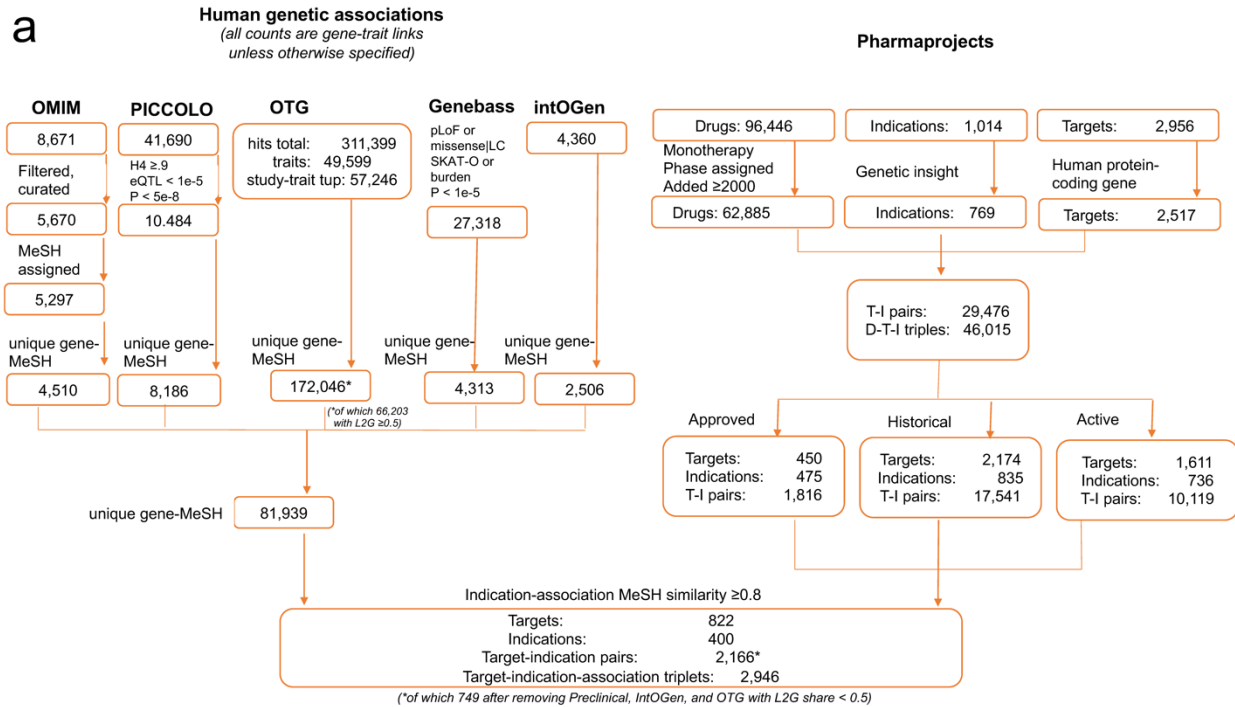 a
Human genetic associations
(all counts are gene-trait links
unless otherwise specified)
Pharmaprojects
OMIM
PICCOLO
OTG
Genebass
intOGen
8,671
Filtered,
curated
5,670
MeSH
assigned
5,297
unique gene-
MeSH
4,510
41,690
H4 ≥.9
eQTL < 1e-5
P < 5e-8
10.484
unique gene-
MeSH
8,186
hits total: 311,399
traits: 49,599
study-trait tup: 57,246
unique gene-
MeSH
172,046*
(*of which 66,203
with L2G ≥0.5)
pLoF or
missense|LC
SKAT-O or
burden
P < 1e-5
27,318
unique gene-
MeSH
4,313
4,360
unique gene-
MeSH
2,506
unique gene-MeSH
81,939
Drugs: 96,446
Monotherapy
Phase assigned
Added ≥2000
Drugs: 62,885
Indications: 1,014
Genetic insight
Indications: 769
Targets: 2,956
Human protein-
coding gene
Targets: 2,517
T-I pairs: 29,476
D-T-I triples: 46,015
Approved
Targets: 450
Indications: 475
T-I pairs: 1,816
Historical
Targets: 2,174
Indications: 835
T-I pairs: 17,541
Active
Targets: 1,611
Indications: 736
T-I pairs: 10,119
Indication-association MeSH similarity ≥0.8
Targets: 822
Indications: 400
Target-indication pairs: 2,166*
Target-indication-association triplets: 2,946
(*of which 749 after removing Preclinical, IntOGen, and OTG with L2G share < 0.5)